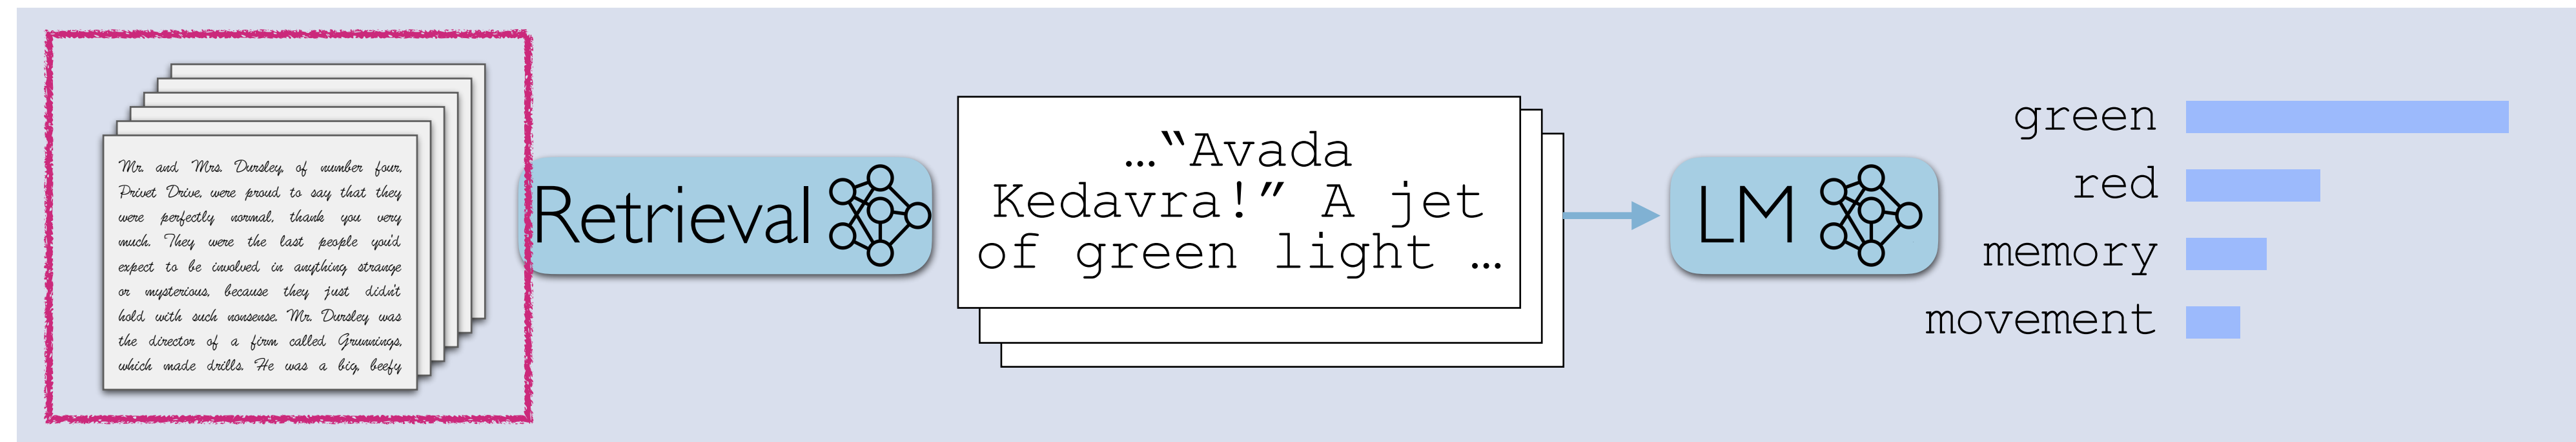 Mr. and Mrs. Dursley, of number four,
Privet Drive, were proud to say that they
were perfectly normal, thank you very
much. They were the last people you'd
expect to be involved in anything strange
or mysterious, because they just didn't
hold with such nonsense. Mr. Dursley was
the director of a firm called Grunnings,
which made drills. He was a big, beefy
Retrieval
…“Avada
Kedavra!” A jet
of green light …
LM
green
red
memory
movement